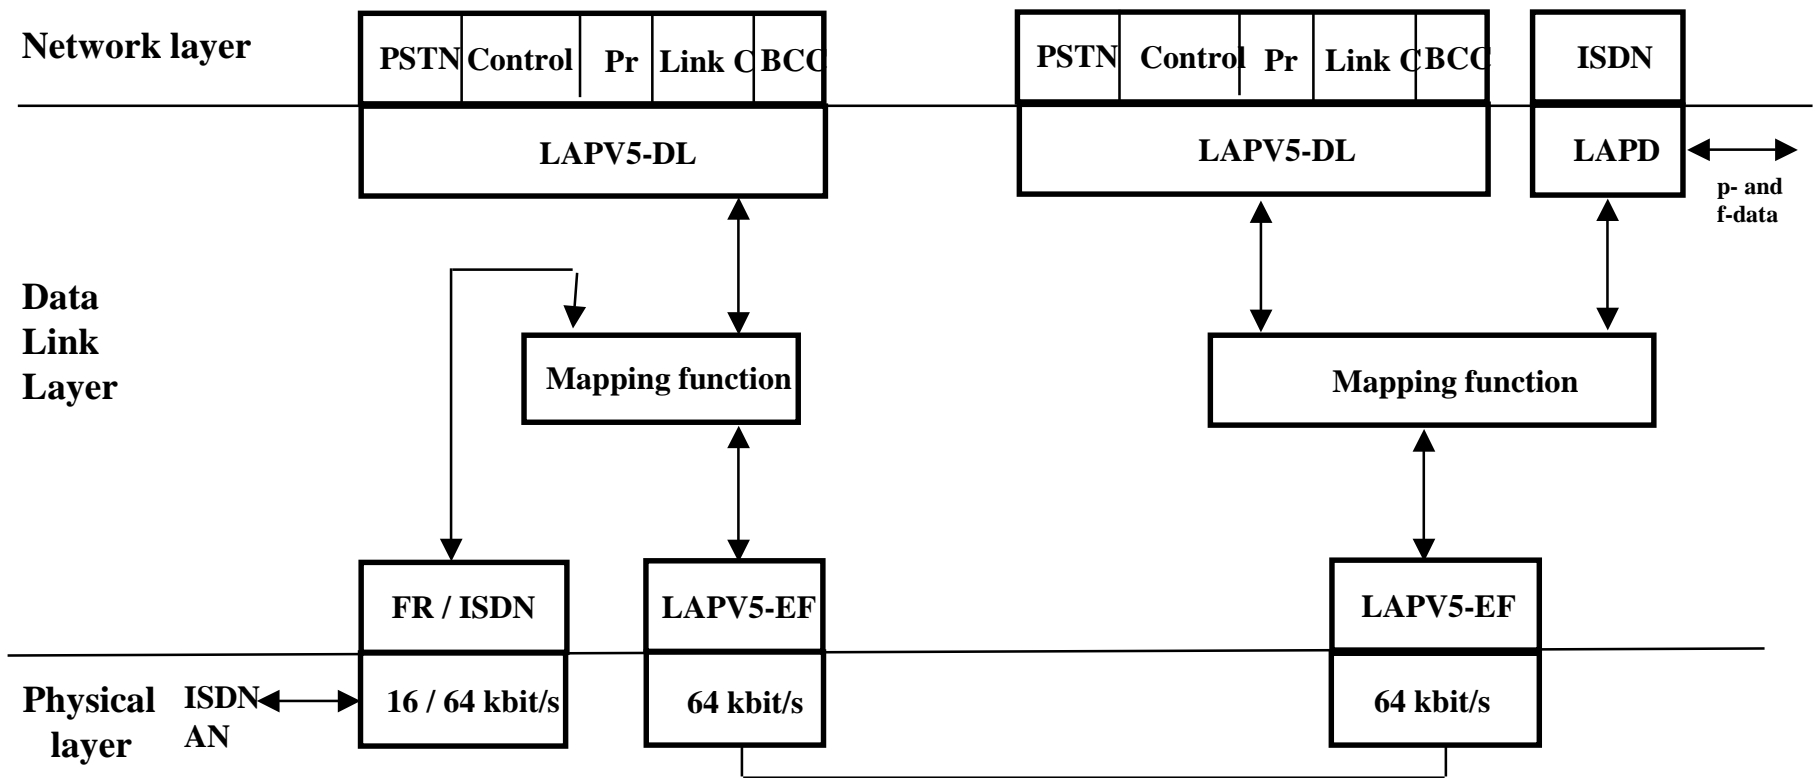 Network layer
PSTN Control Pr Link C BCC
PSTN Control Pr Link C BCC
ISDN
LAPV5-DL
LAPV5-DL
LAPD
p- and
f-data
Data
Link
Layer
Mapping function
Mapping function
FR / ISDN
LAPV5-EF
LAPV5-EF
Physical
layer
ISDN
AN
16 / 64 kbit/s
64 kbit/s
64 kbit/s